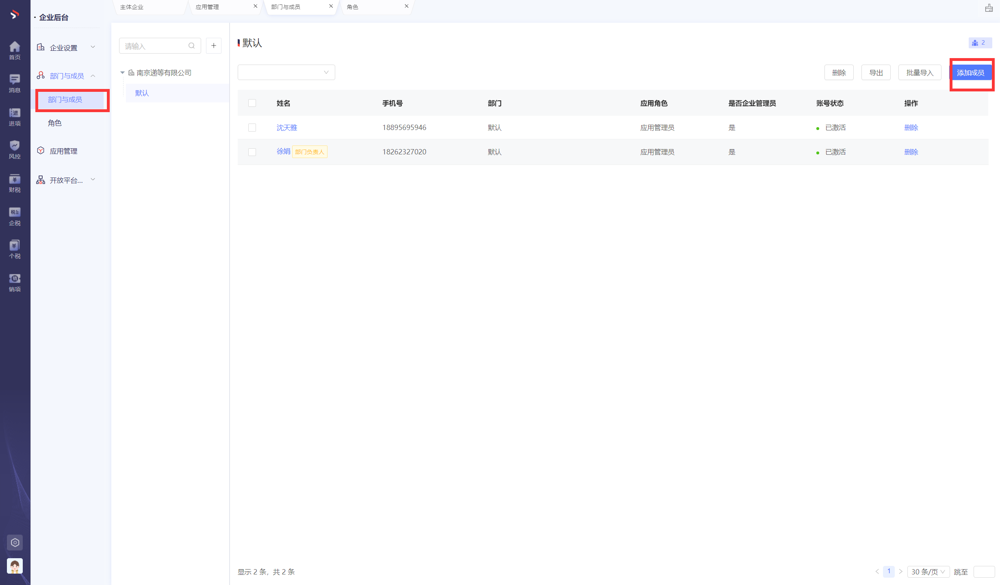 主体企业
应用管理
部门与成员
角色
企业后台
企业设置
部门与成员
部门与成员
角色
应用管理
开放平台...
首页
消息
进
进项
风控
¥
财税
税
企税
¥
个税
销
销项
请输入
+
南京递等有限公司
默认
默认
2
删除 导出 批量导入 添加成员
姓名 手机号 部门 应用角色 是否企业管理员 账号状态 操作
沈天雅 18895695946 默认 应用管理员 是 已激活 删除
徐娟 部门负责人 18262327020 默认 应用管理员 是 已激活 删除
显示 2 条，共 2 条
1 30 条/页 跳至